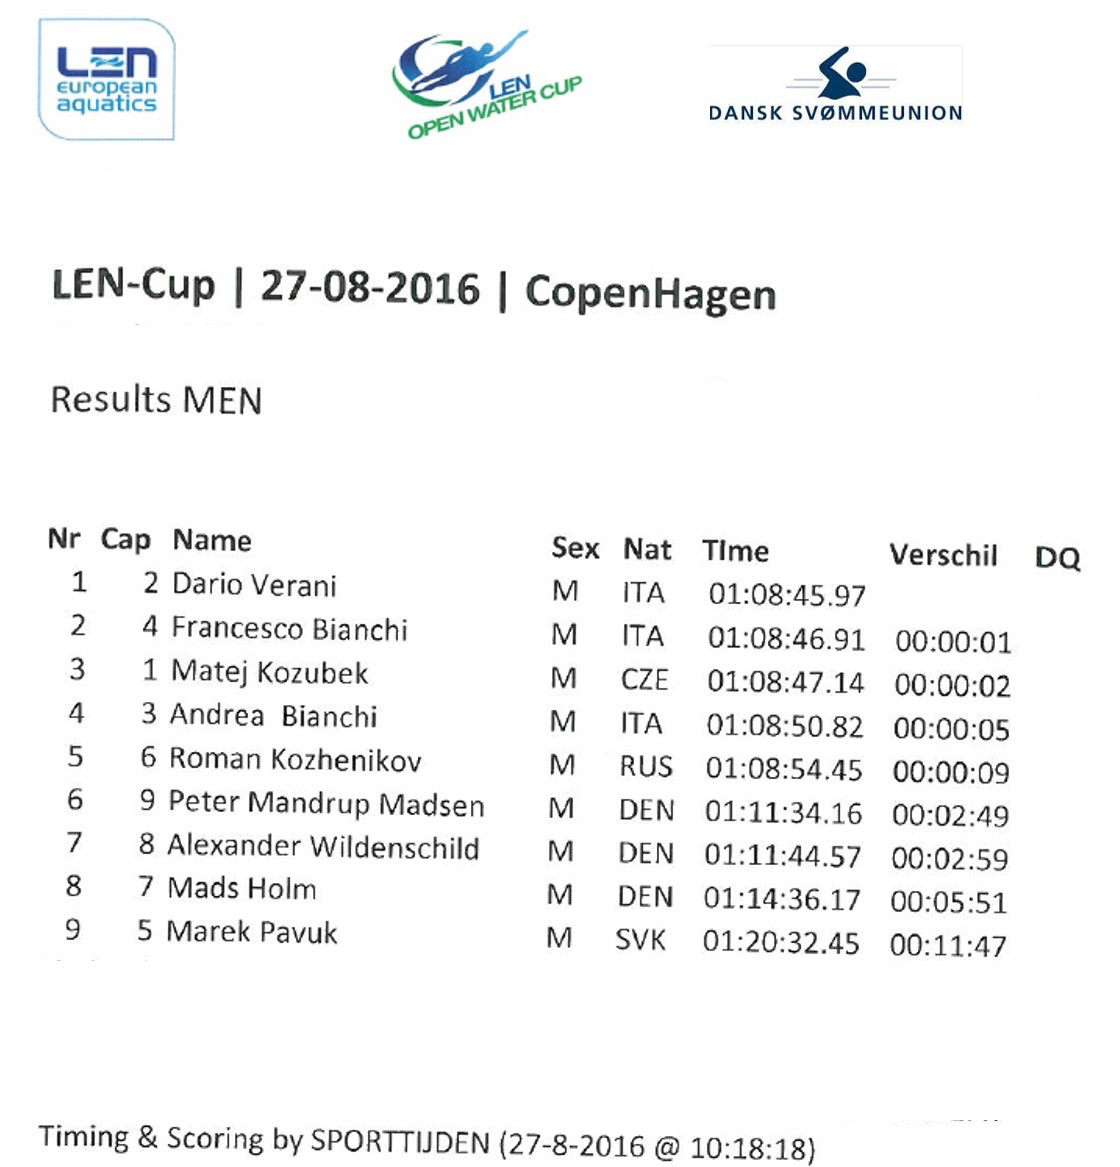 LEN
european
aquatics
LEN
OPEN WATER CUP
DANSK SVØMMEUNION
LEN-Cup | 27-08-2016 | CopenHagen
Results MEN
Nr Cap Name Sex Nat TIme Verschil DQ
1 2 Dario Verani M ITA 01:08:45.97
2 4 Francesco Bianchi M ITA 01:08:46.91 00:00:01
3 1 Matej Kozubek M CZE 01:08:47.14 00:00:02
4 3 Andrea Bianchi M ITA 01:08:50.82 00:00:05
5 6 Roman Kozhenikov M RUS 01:08:54.45 00:00:09
6 9 Peter Mandrup Madsen M DEN 01:11:34.16 00:02:49
7 8 Alexander Wildenschild M DEN 01:11:44.57 00:02:59
8 7 Mads Holm M DEN 01:14:36.17 00:05:51
9 5 Marek Pavuk M SVK 01:20:32.45 00:11:47
Timing & Scoring by SPORTTIJDEN (27-8-2016 @ 10:18:18)